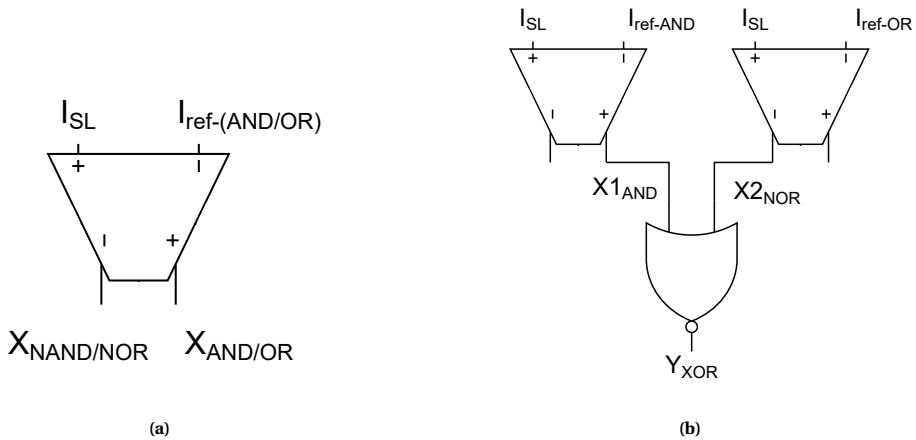 I_SL I_ref-(AND/OR)
+ −
− +
X_NAND/NOR X_AND/OR
(a)
I_SL I_ref-AND I_SL I_ref-OR
+ − + −
− + − +
X1_AND X2_NOR
Y_XOR
(b)